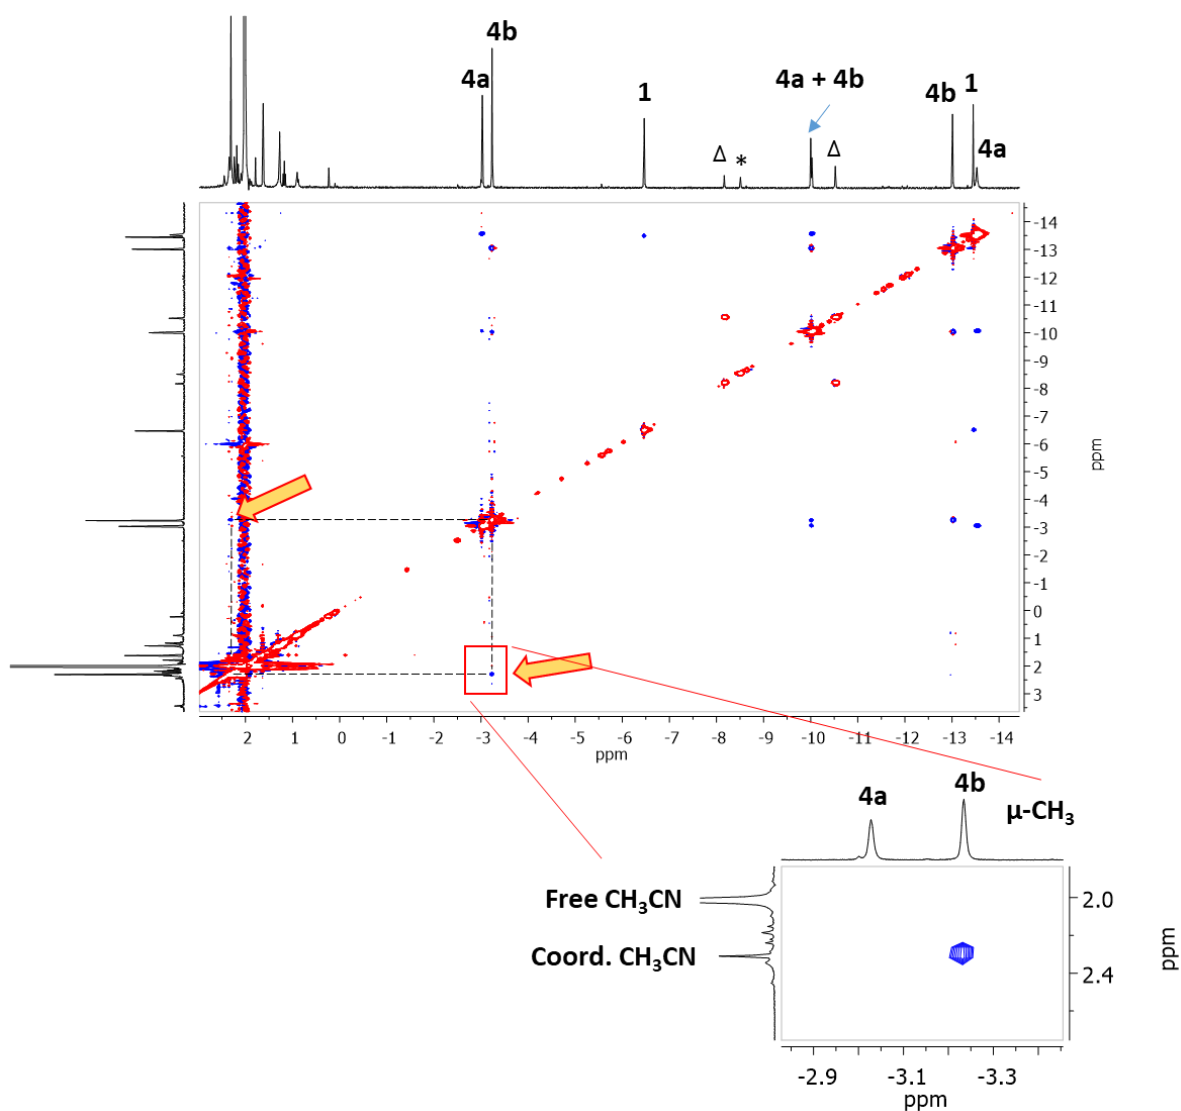 4b
4a
4a + 4b
4b
1
1
4a
Δ
*
Δ
-14
-13
-12
-11
-10
-9
-8
-7
-6
-5
-4
-3
-2
-1
0
1
2
3
ppm
2 1 0 -1 -2 -3 -4 -5 -6 -7 -8 -9 -10 -11 -12 -13 -14
ppm
4a
4b
μ-CH₃
Free CH₃CN
Coord. CH₃CN
2.0
2.4
ppm
-2.9 -3.1 -3.3
ppm